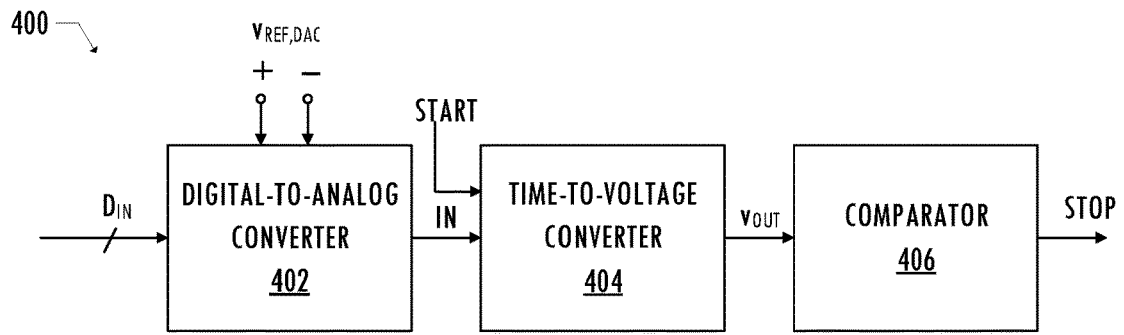 400
VREF,DAC
+ −
START
DIN
DIGITAL-TO-ANALOG
CONVERTER
402
IN
TIME-TO-VOLTAGE
CONVERTER
404
VOUT
COMPARATOR
406
STOP